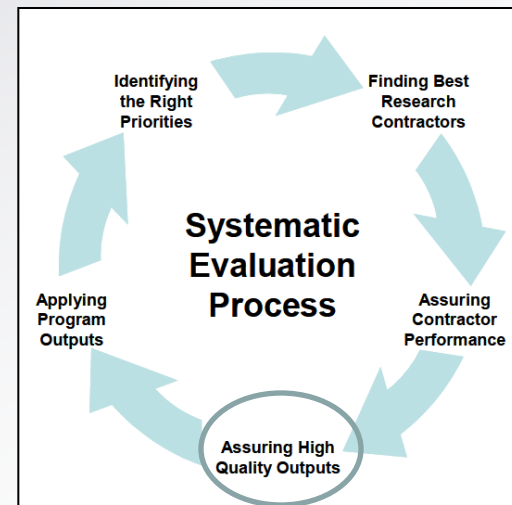 Identifying
the Right
Priorities
Finding Best
Research
Contractors
Systematic
Evaluation
Process
Applying
Program
Outputs
Assuring
Contractor
Performance
Assuring High
Quality Outputs